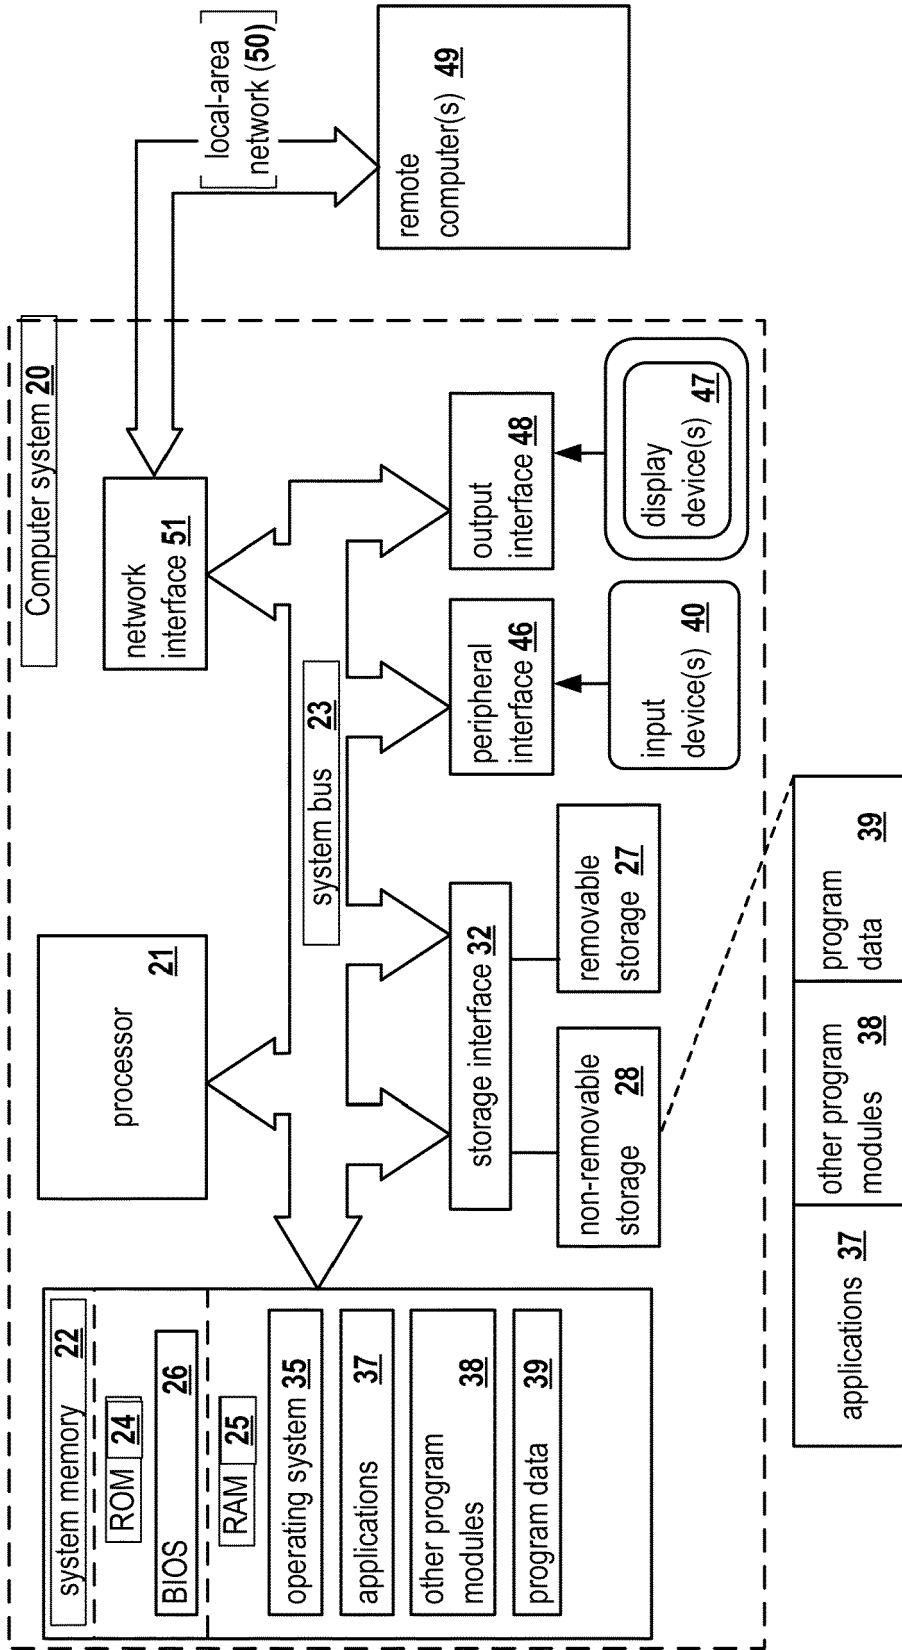 Computer system 20
system memory 22
ROM 24
BIOS 26
RAM 25
operating system 35
applications 37
other program
modules 38
program data 39
processor
21
network
interface 51
local-area
network (50)
remote
computer(s) 49
system bus 23
storage interface 32
non-removable
storage 28
removable
storage 27
peripheral
interface 46
output
interface 48
input
device(s) 40
display
device(s) 47
applications 37
other program
modules 38
program
data 39